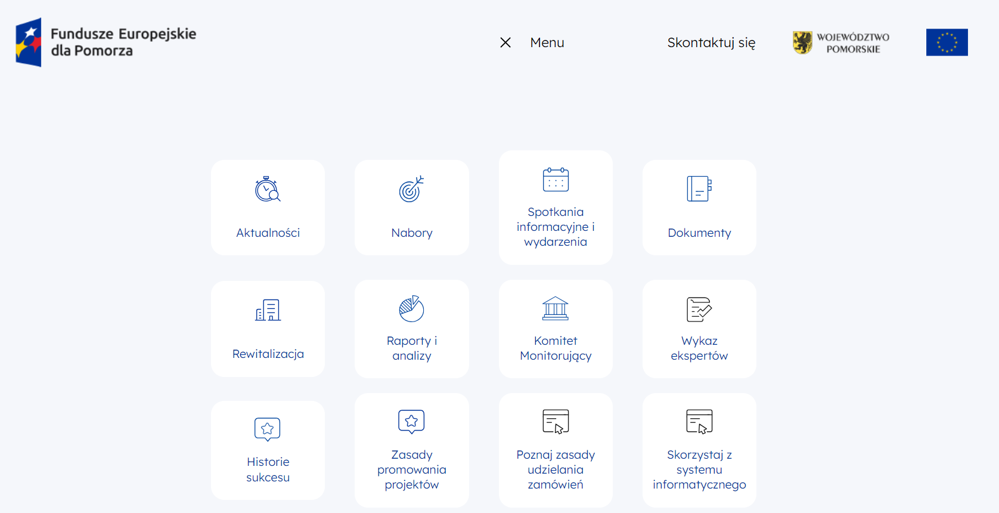 Fundusze Europejskie
dla Pomorza
Menu
Skontaktuj się
WOJEWÓDZTWO
POMORSKIE
Aktualności
Nabory
Spotkania
informacyjne i
wydarzenia
Dokumenty
Rewitalizacja
Raporty i
analizy
Komitet
Monitorujący
Wykaz
ekspertów
Historie
sukcesu
Zasady
promowania
projektów
Poznaj zasady
udzielania
zamówień
Skorzystaj z
systemu
informatycznego